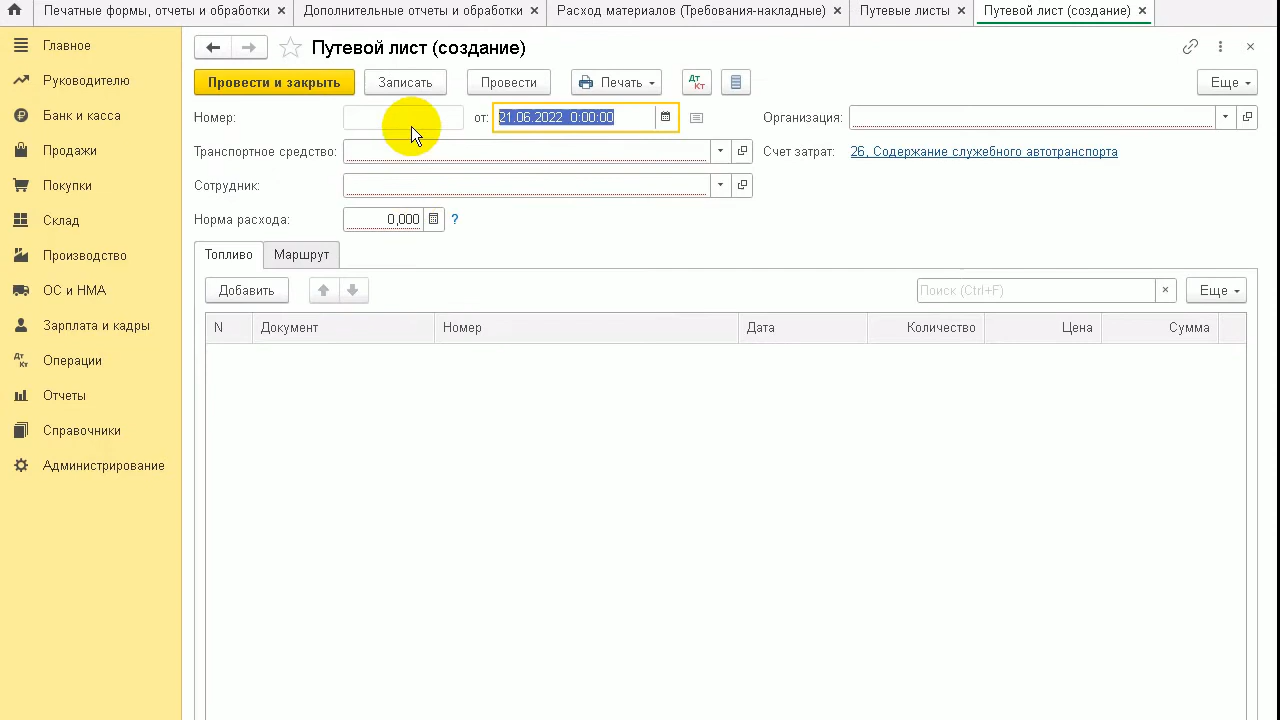 Печатные формы, отчеты и обработки × Дополнительные отчеты и обработки × Расход материалов (Требования-накладные) × Путевые листы × Путевой лист (создание) ×
Главное
Руководителю
Банк и касса
Продажи
Покупки
Склад
Производство
ОС и НМА
Зарплата и кадры
Операции
Отчеты
Справочники
Администрирование
Путевой лист (создание)
Провести и закрыть Записать Провести Печать Дт Кт Еще
Номер: от: 21.06.2022 0:00:00 Организация:
Транспортное средство: Счет затрат: 26, Содержание служебного автотранспорта
Сотрудник:
Норма расхода: 0,000 ?
Топливо Маршрут
Добавить Поиск (Ctrl+F) × Еще
N Документ Номер Дата Количество Цена Сумма